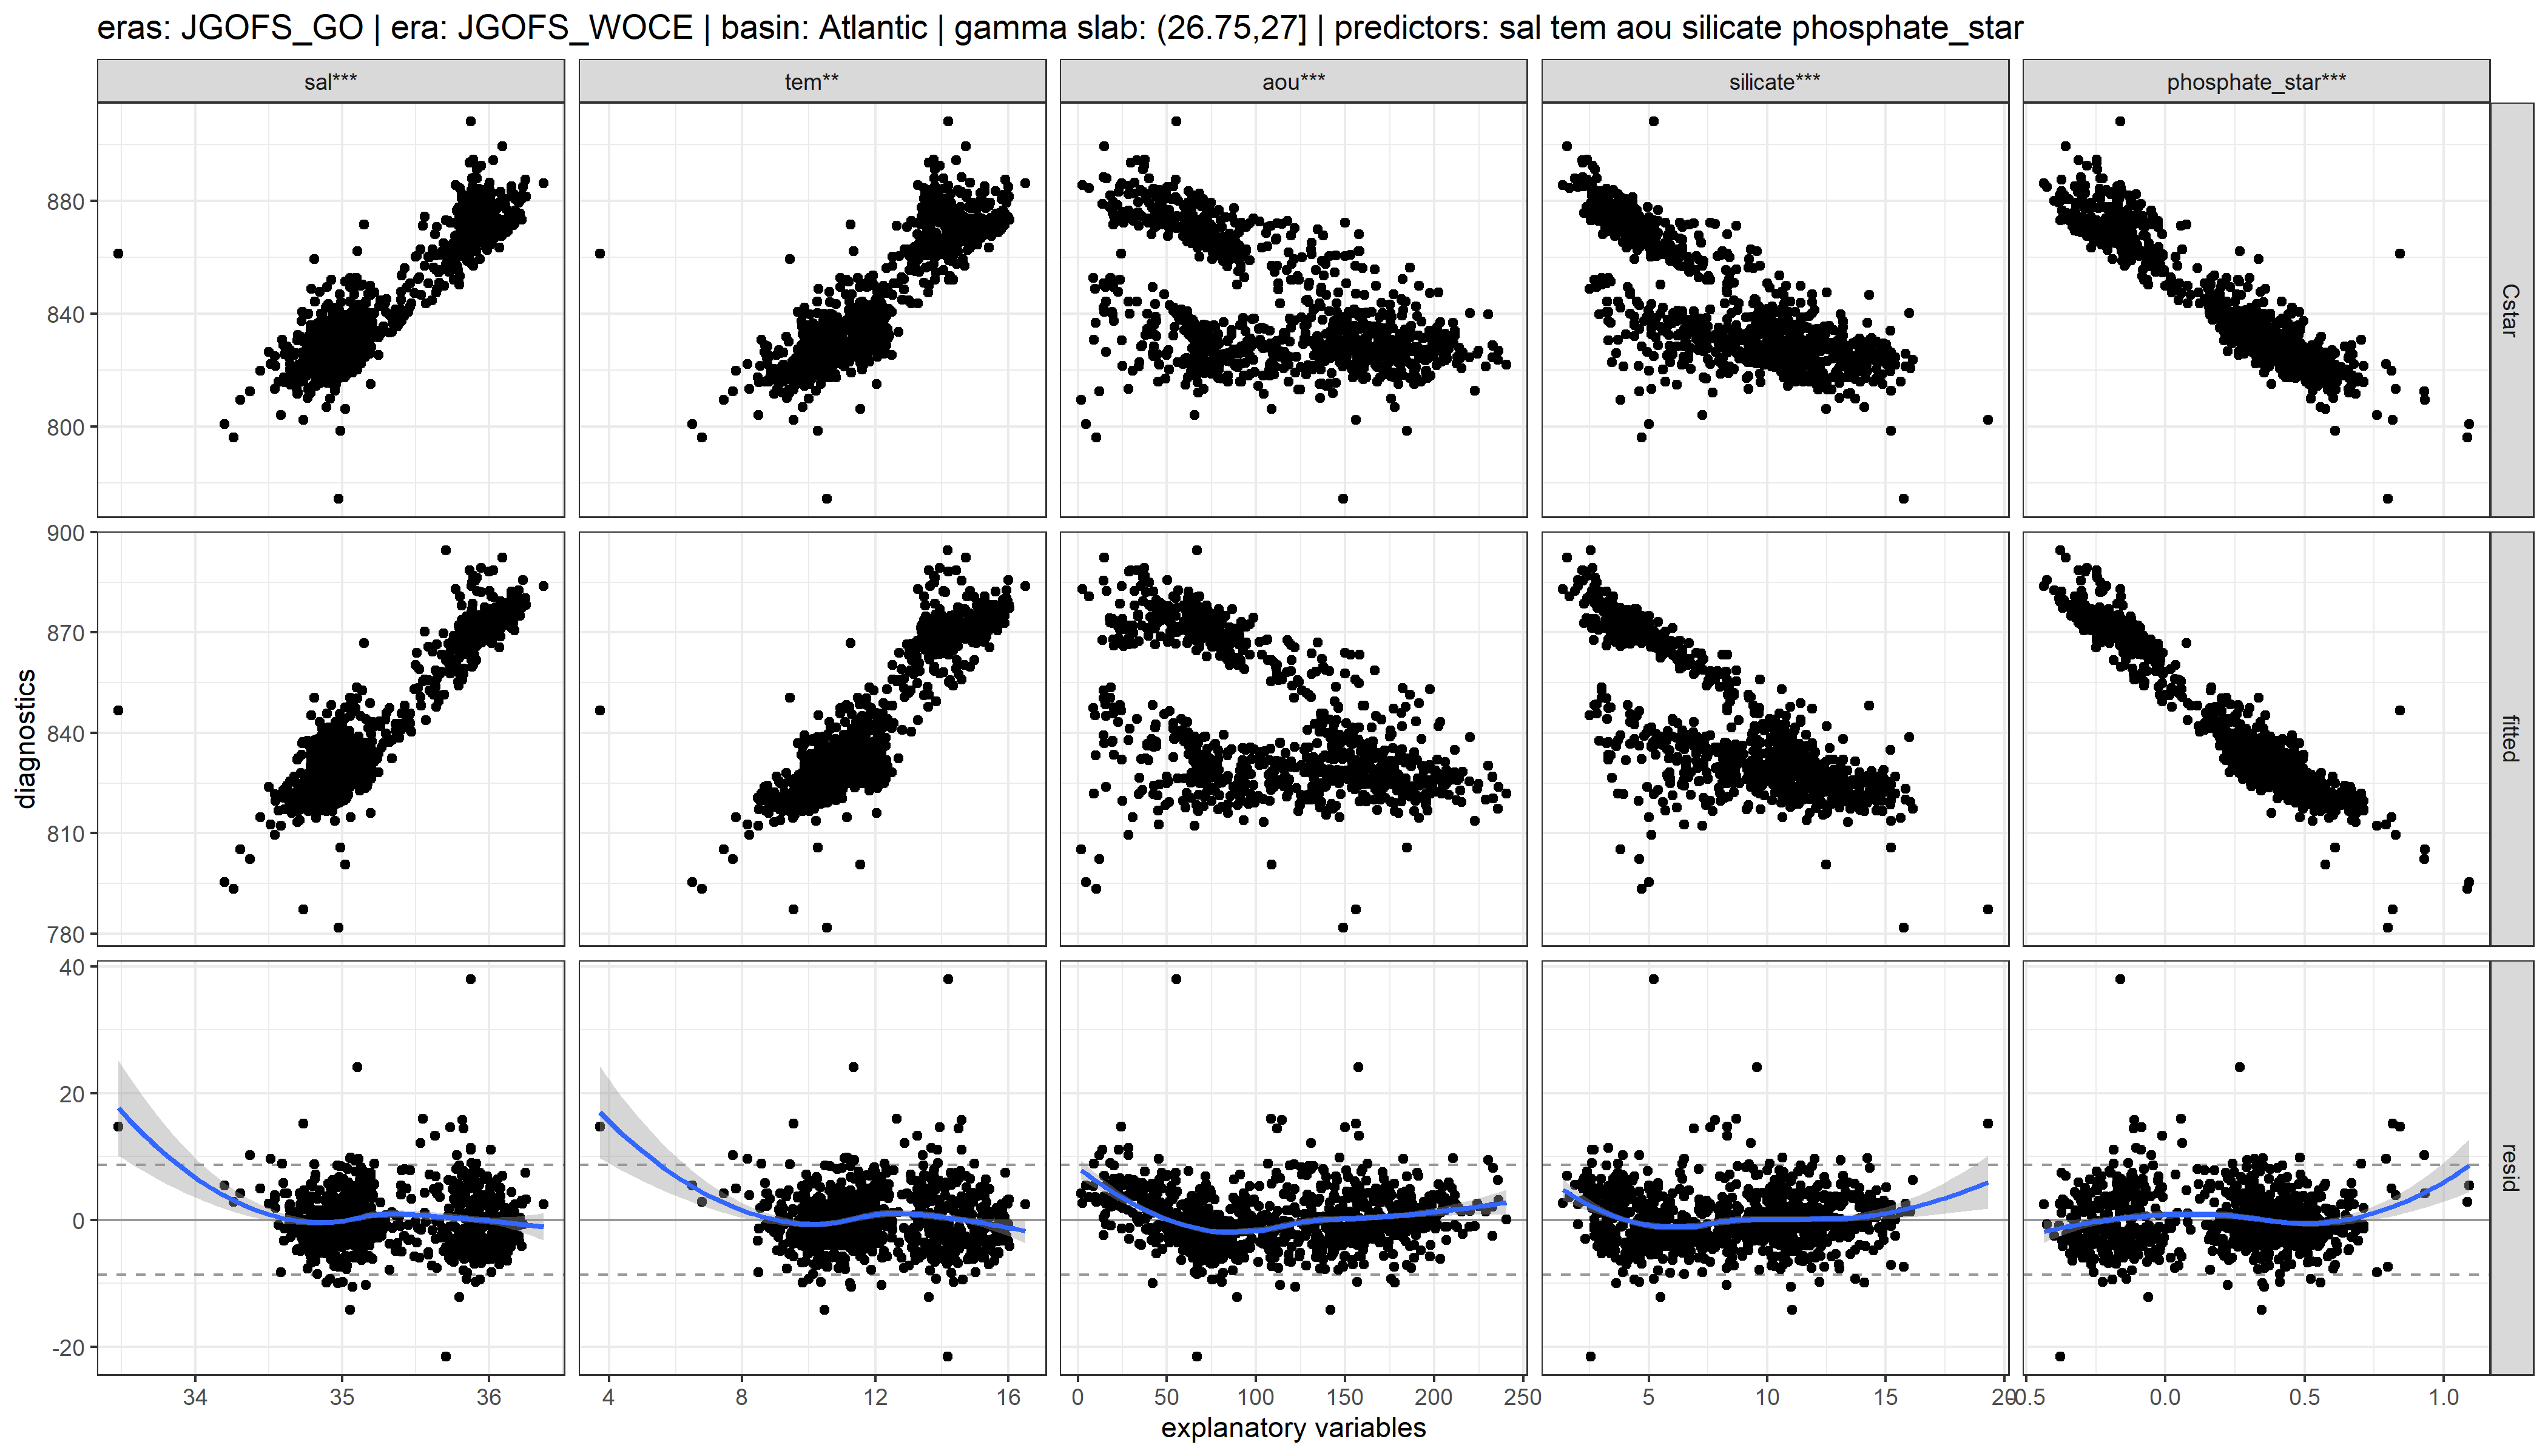 eras: JGOFS_GO | era: JGOFS_WOCE | basin: Atlantic | gamma slab: (26.75,27] | predictors: sal tem aou silicate phosphate_star
sal*** tem** aou*** silicate*** phosphate_star***
880
840
800
Cstar
900
870
840
810
780
fitted
diagnostics
40
20
0
-20
resid
34 35 36 4 8 12 16 0 50 100 150 200 250 5 10 15 20 -0.5 0.0 0.5 1.0
explanatory variables